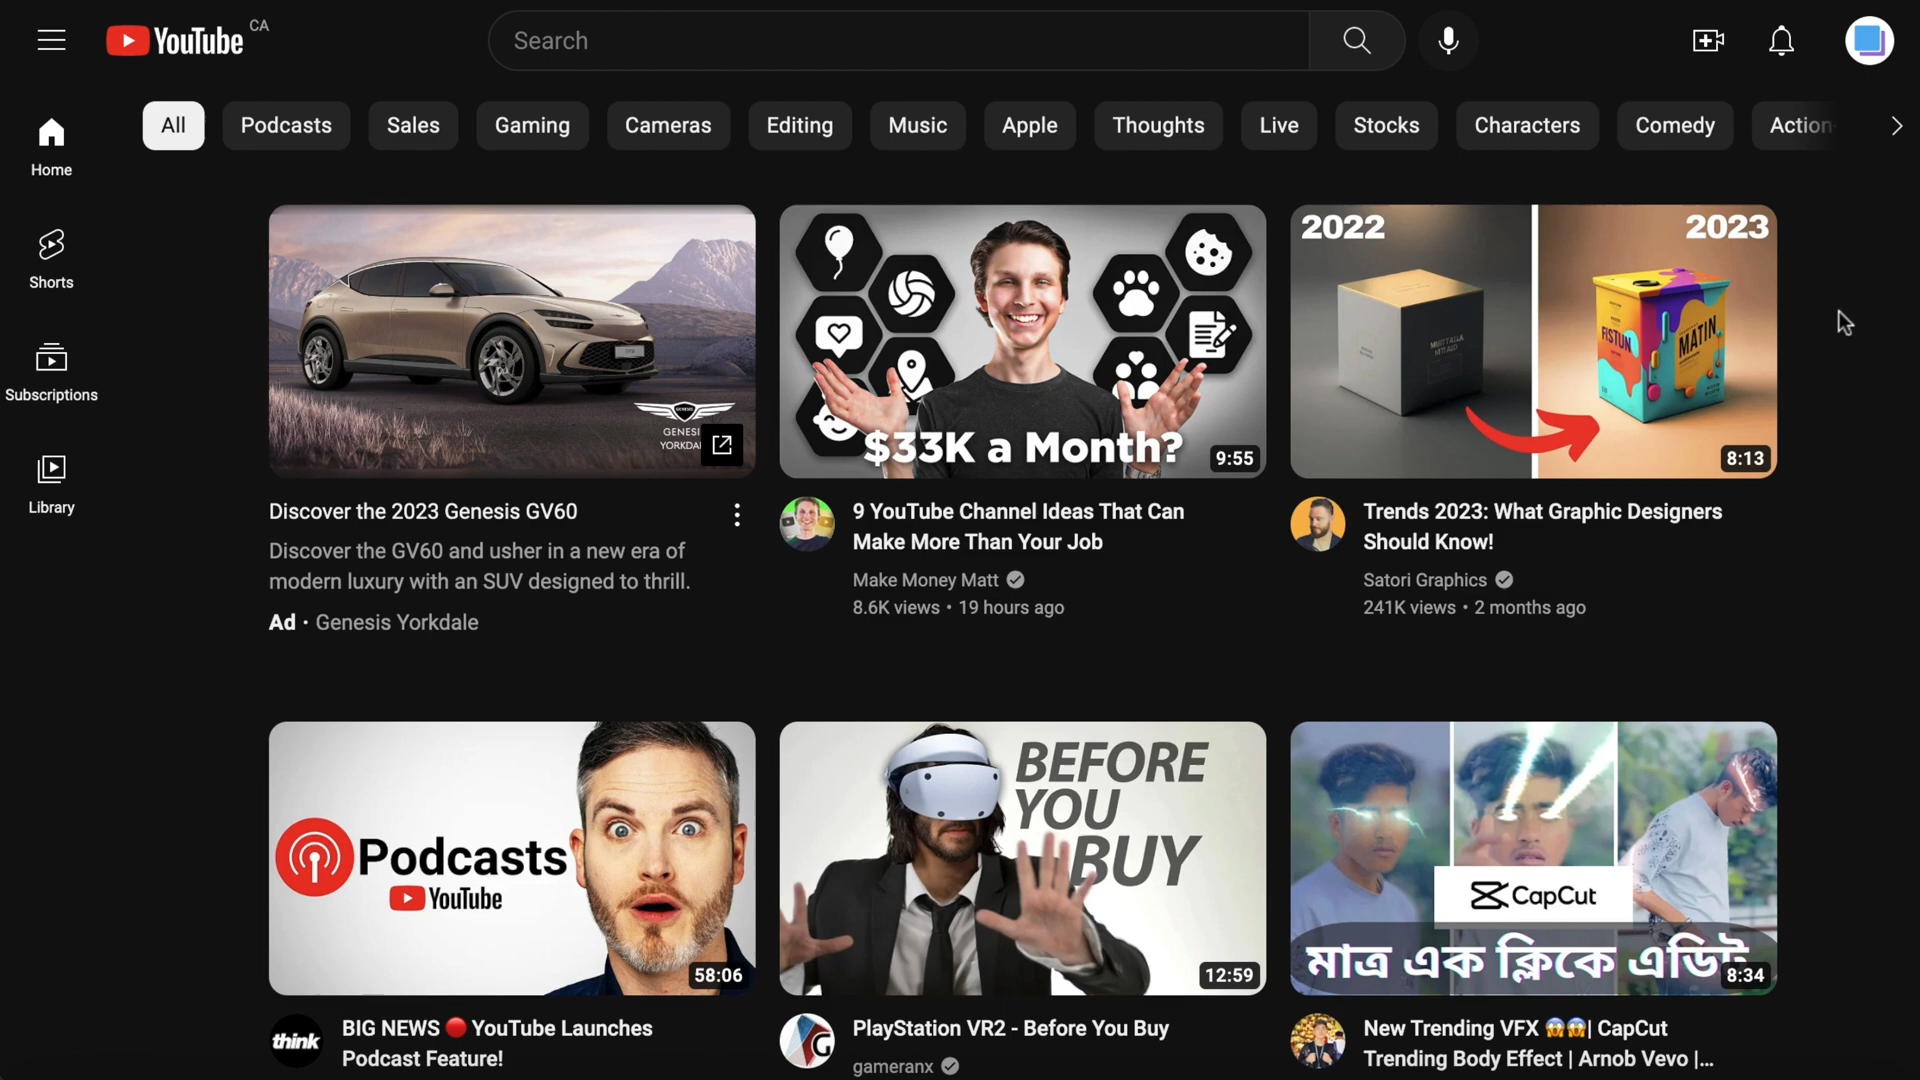 YouTube CA
Search
All
Podcasts
Sales
Gaming
Cameras
Editing
Music
Apple
Thoughts
Live
Stocks
Characters
Comedy
Action
Home
Shorts
Subscriptions
Library
GENESIS
$33K a Month?
9:55
2022
2023
FISTUN
MATIN
8:13
Discover the 2023 Genesis GV60
Discover the GV60 and usher in a new era of
modern luxury with an SUV designed to thrill.
Ad • Genesis Yorkdale
9 YouTube Channel Ideas That Can
Make More Than Your Job
Make Money Matt
8.6K views • 19 hours ago
Trends 2023: What Graphic Designers
Should Know!
Satori Graphics
241K views • 2 months ago
Podcasts
YouTube
58:06
BEFORE
YOU
BUY
12:59
CapCut
মাত্র এক ক্লিকে এডিট
8:34
think
BIG NEWS 🔴 YouTube Launches
Podcast Feature!
G
PlayStation VR2 - Before You Buy
gameranx
New Trending VFX 😱😱| CapCut
Trending Body Effect | Arnob Vevo |...